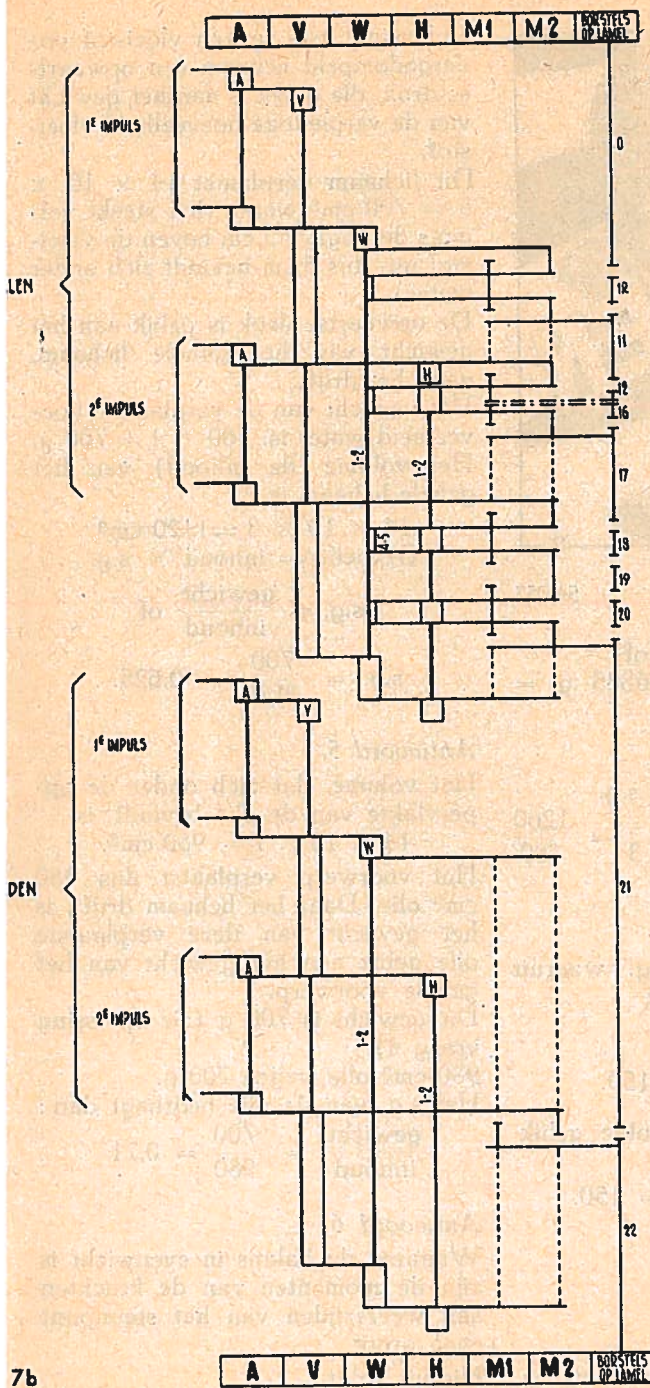 A V W H M1 M2 BORSTELS OP LAMEL
A
V
1E IMPULS
0
W
LEN
1R
11
2E IMPULS
A
H
12
16
1-2
1-2
17
4-5
18
19
20
A
V
1E IMPULS
W
DEN
21
A
H
2E IMPULS
1-2
1-2
22
7b
A V W H M1 M2 BORSTELS OP LAMEL